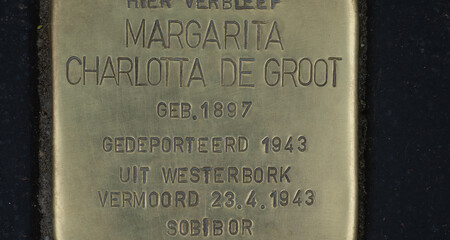 HIER VERBLEEF
MARGARITA
CHARLOTTA DE GROOT
GEB.1897
GEDEPORTEERD 1943
UIT WESTERBORK
VERMOORD 23.4.1943
SOBIBOR